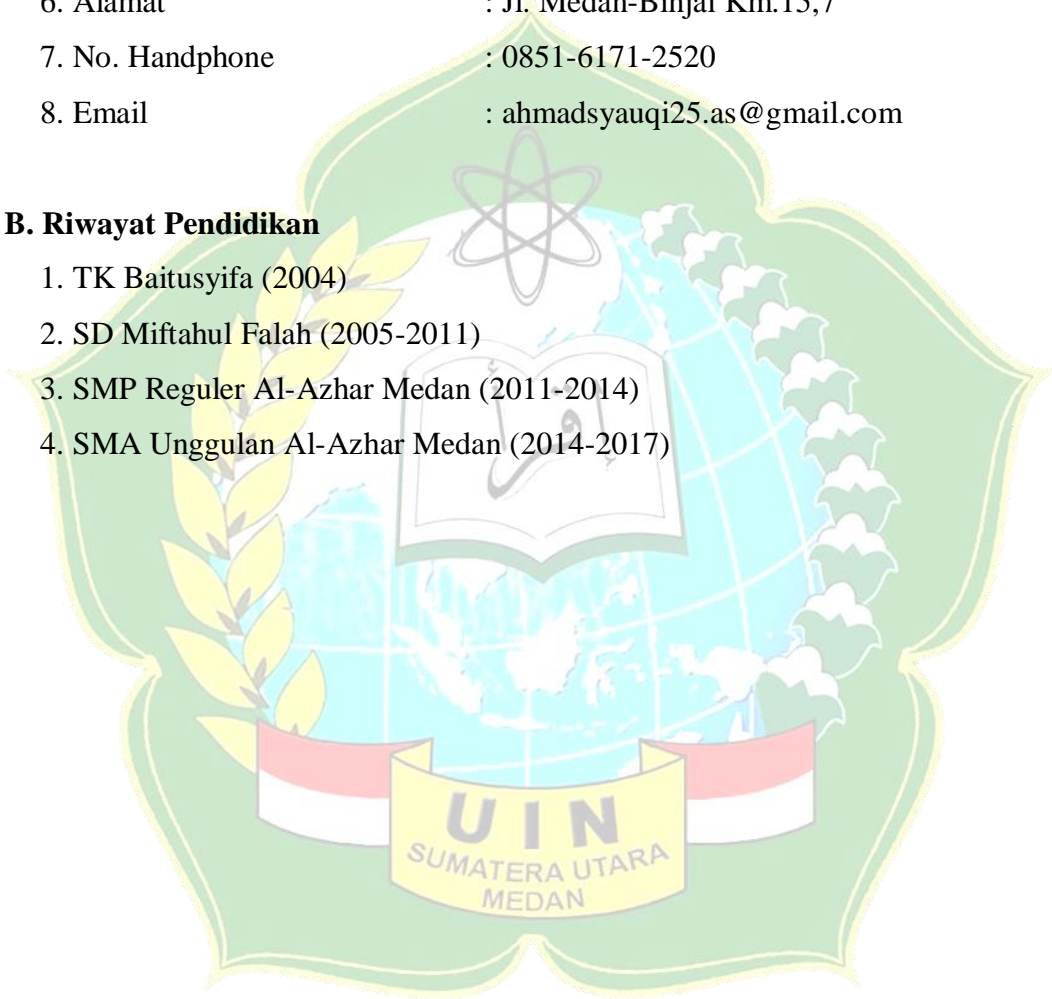 6. Alamat : Jl. Medan-Binjai Km.15,7
7. No. Handphone : 0851-6171-2520
8. Email : ahmadsyauqi25.as@gmail.com
B. Riwayat Pendidikan
1. TK Baitusyifa (2004)
2. SD Miftahul Falah (2005-2011)
3. SMP Reguler Al-Azhar Medan (2011-2014)
4. SMA Unggulan Al-Azhar Medan (2014-2017)
اقرأ
UIN
SUMATERA UTARA
MEDAN